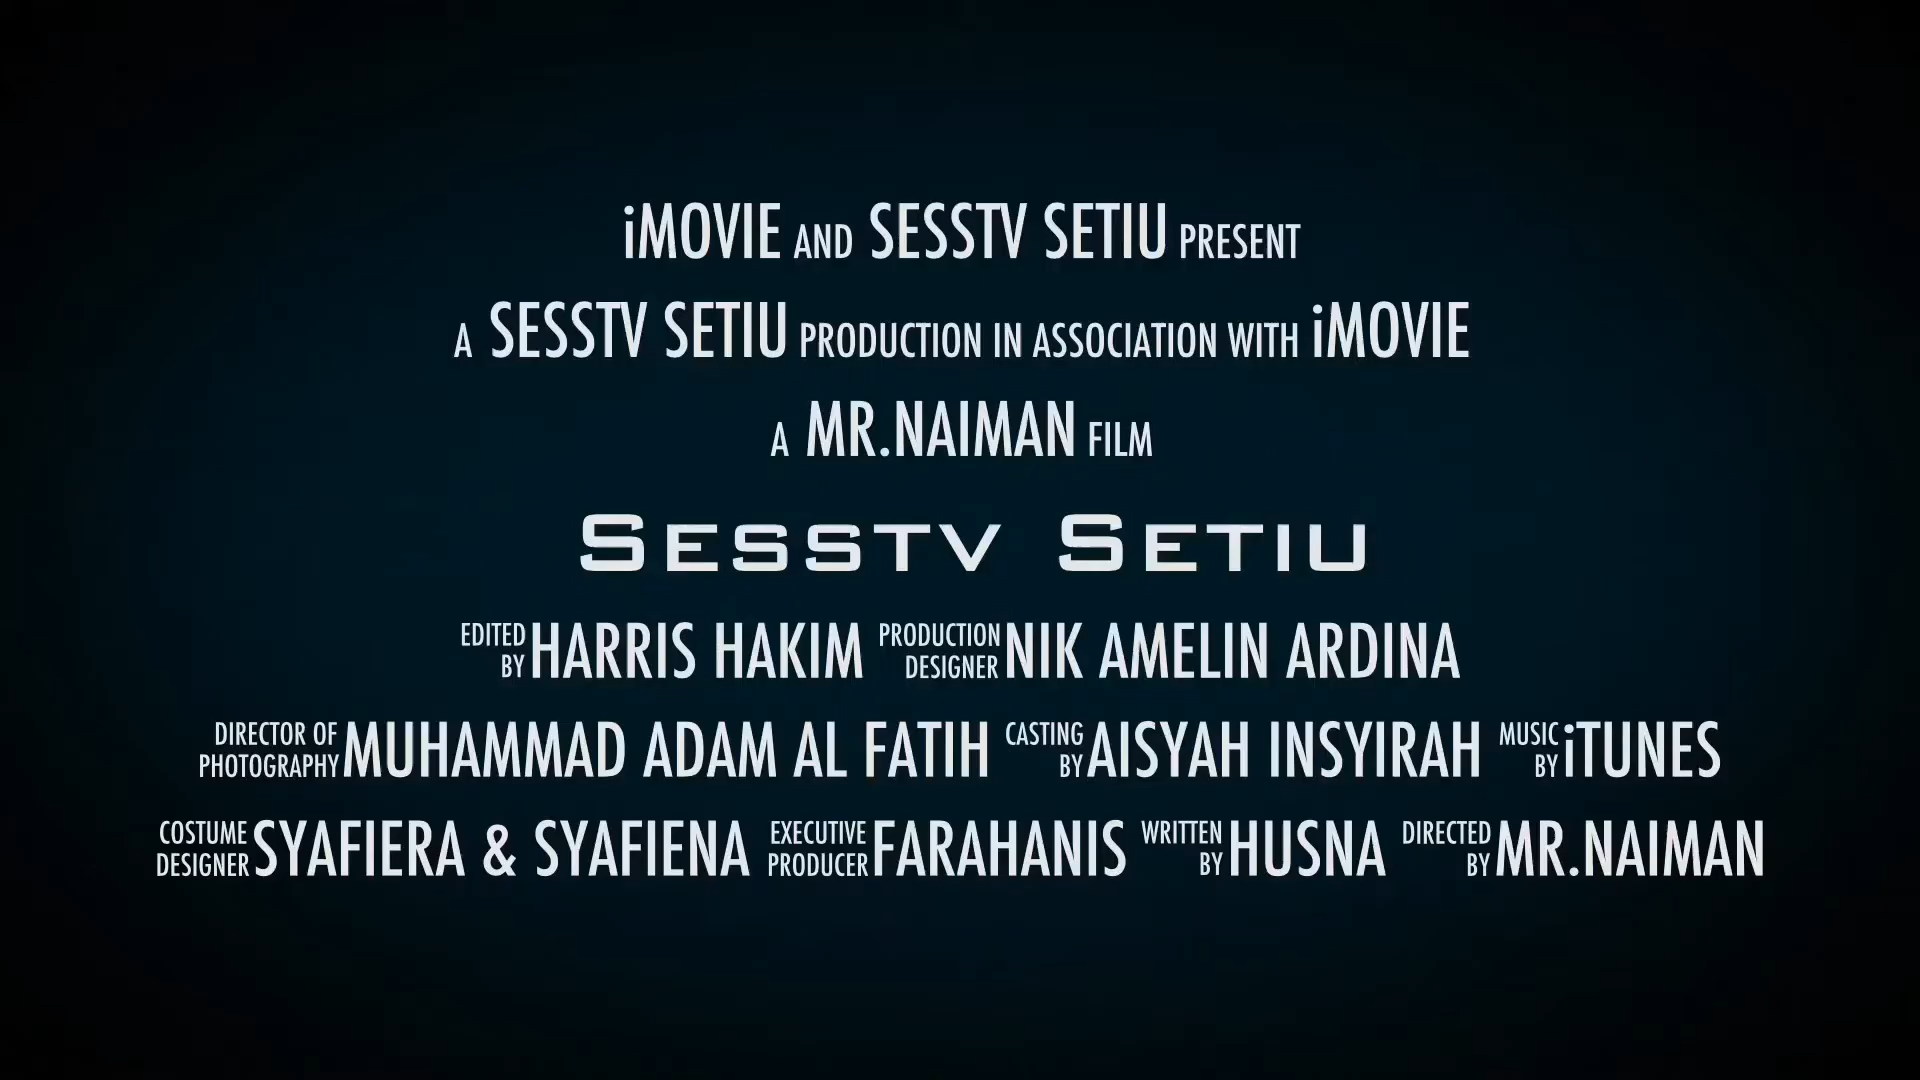 iMOVIE AND SESSTV SETIU PRESENT
A SESSTV SETIU PRODUCTION IN ASSOCIATION WITH iMOVIE
A MR.NAIMAN FILM
SESSTV SETIU
EDITED BY HARRIS HAKIM PRODUCTION DESIGNER NIK AMELIN ARDINA
DIRECTOR OF PHOTOGRAPHY MUHAMMAD ADAM AL FATIH CASTING BY AISYAH INSYIRAH MUSIC BY iTUNES
COSTUME DESIGNER SYAFIERA & SYAFIENA EXECUTIVE PRODUCER FARAHANIS WRITTEN BY HUSNA DIRECTED BY MR.NAIMAN